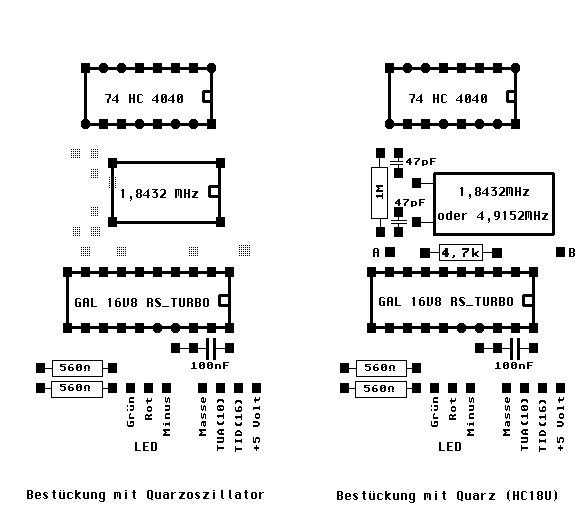 74 HC 4040
1,8432 MHz
GAL 16V8 RS_TURBO
100nF
560Ω
560Ω
Grün
Rot
Minus
Masse
TUA(10)
TID(16)
+5 Volt
LED
Bestückung mit Quarzoszillator
74 HC 4040
47pF
1M
47pF
1,8432MHz
oder 4,9152MHz
A
4,7k
B
GAL 16V8 RS_TURBO
100nF
560Ω
560Ω
Grün
Rot
Minus
Masse
TUA(10)
TID(16)
+5 Volt
LED
Bestückung mit Quarz (HC18U)